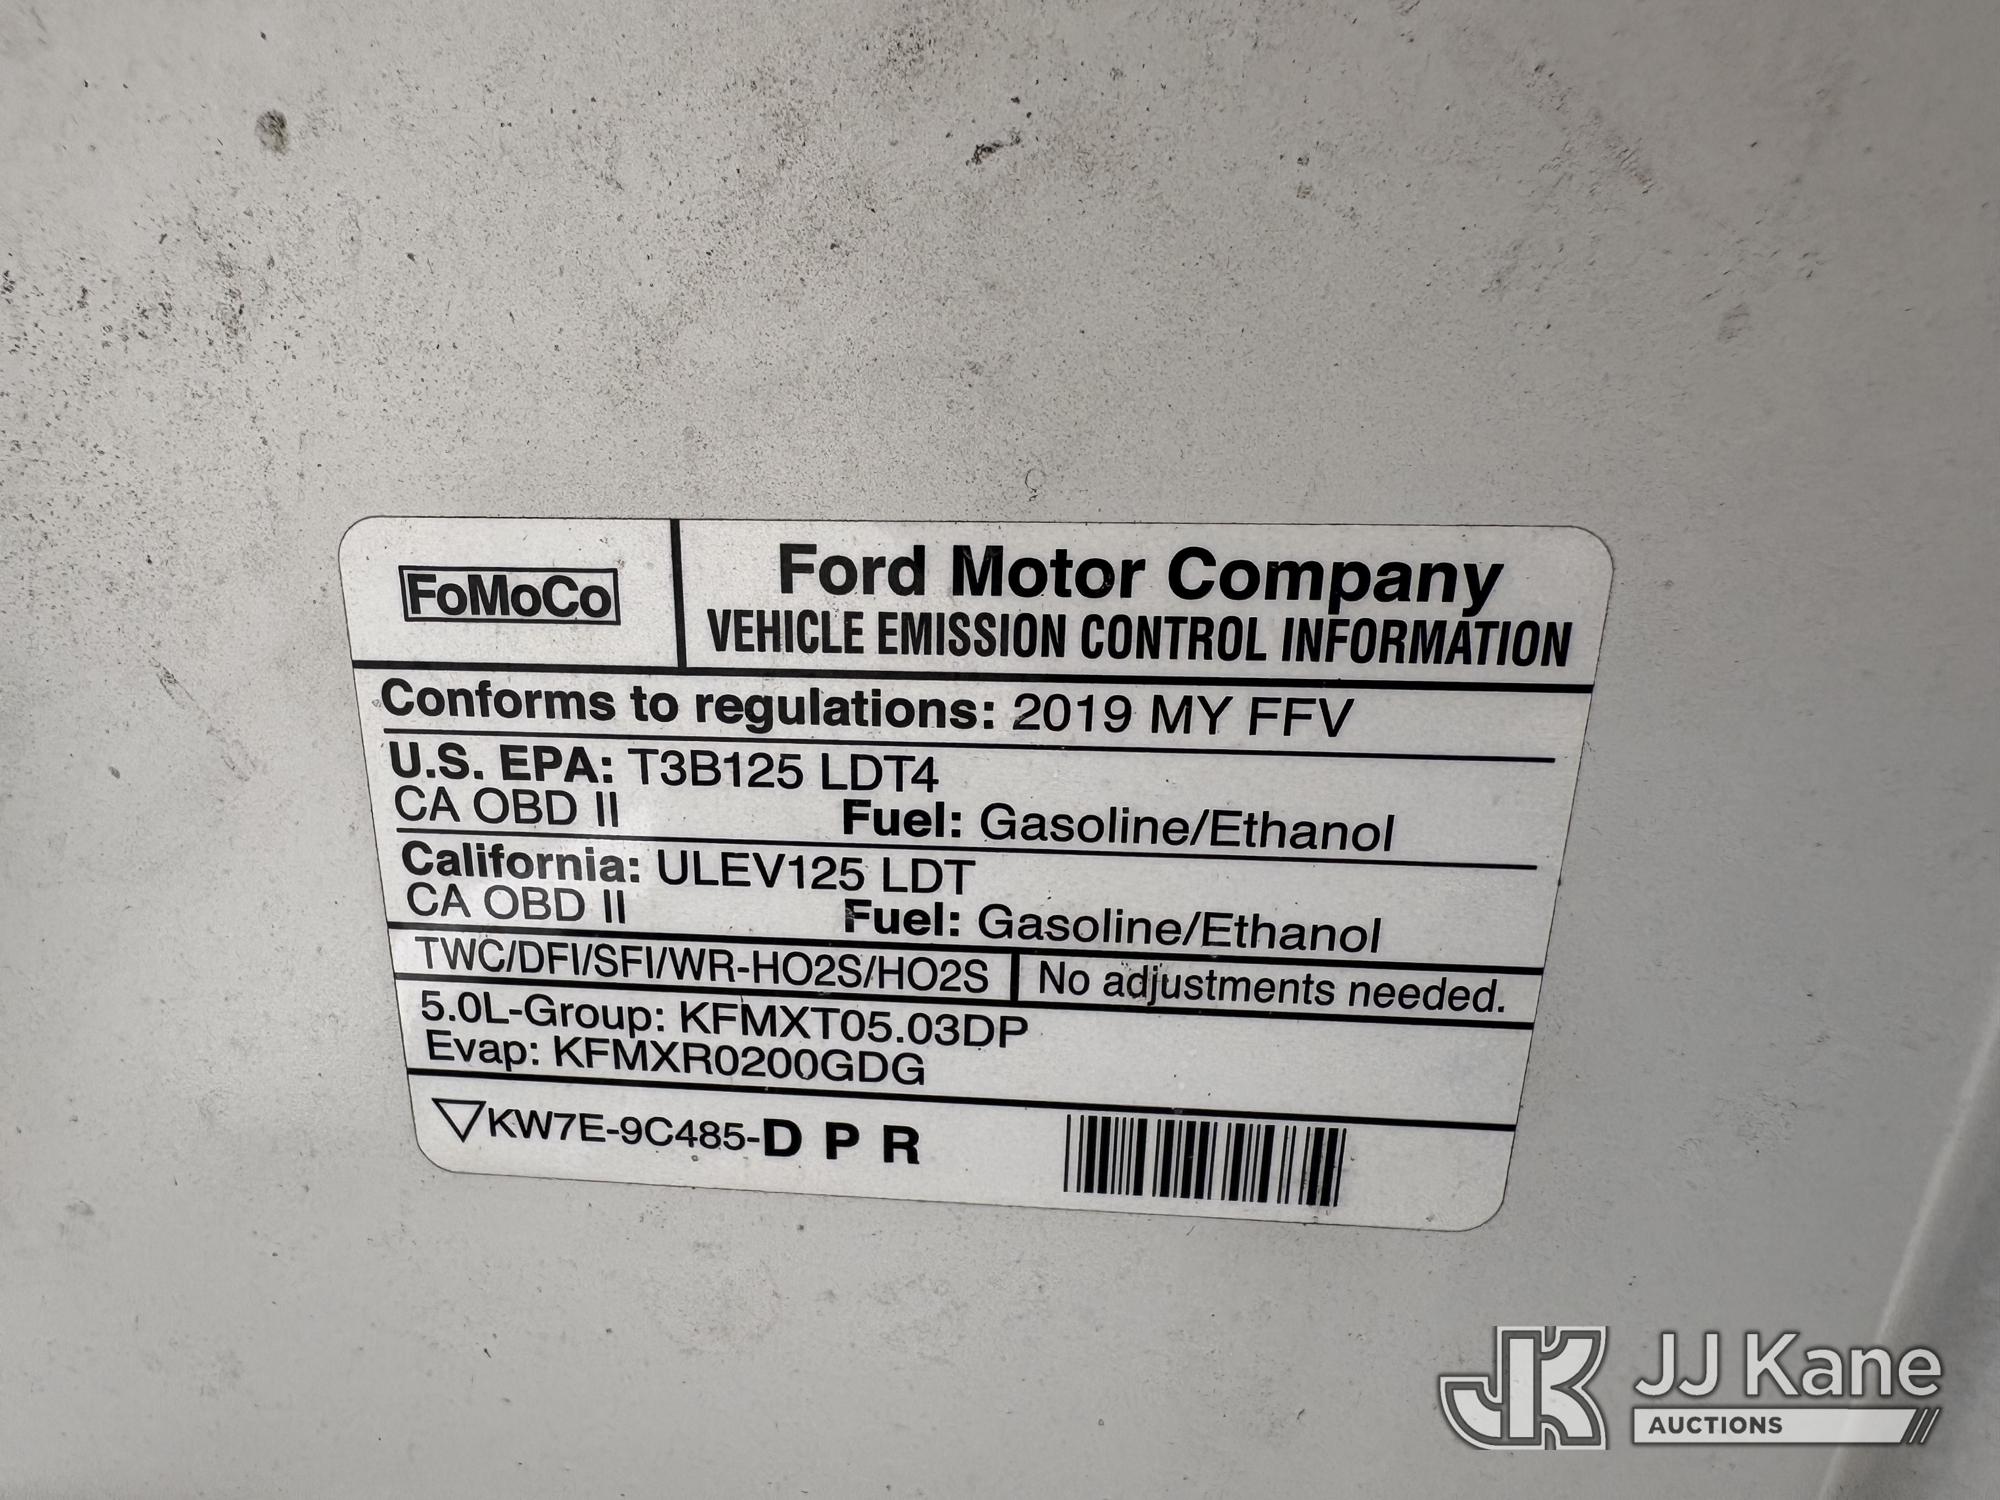 FoMoCo
Ford Motor Company
VEHICLE EMISSION CONTROL INFORMATION
Conforms to regulations: 2019 MY FFV
U.S. EPA: T3B125 LDT4
CA OBD II Fuel: Gasoline/Ethanol
California: ULEV125 LDT
CA OBD II Fuel: Gasoline/Ethanol
TWC/DFI/SFI/WR-HO2S/HO2S No adjustments needed.
5.0L-Group: KFMXT05.03DP
Evap: KFMXR0200GDG
KW7E-9C485-D P R
JK JJ Kane
AUCTIONS